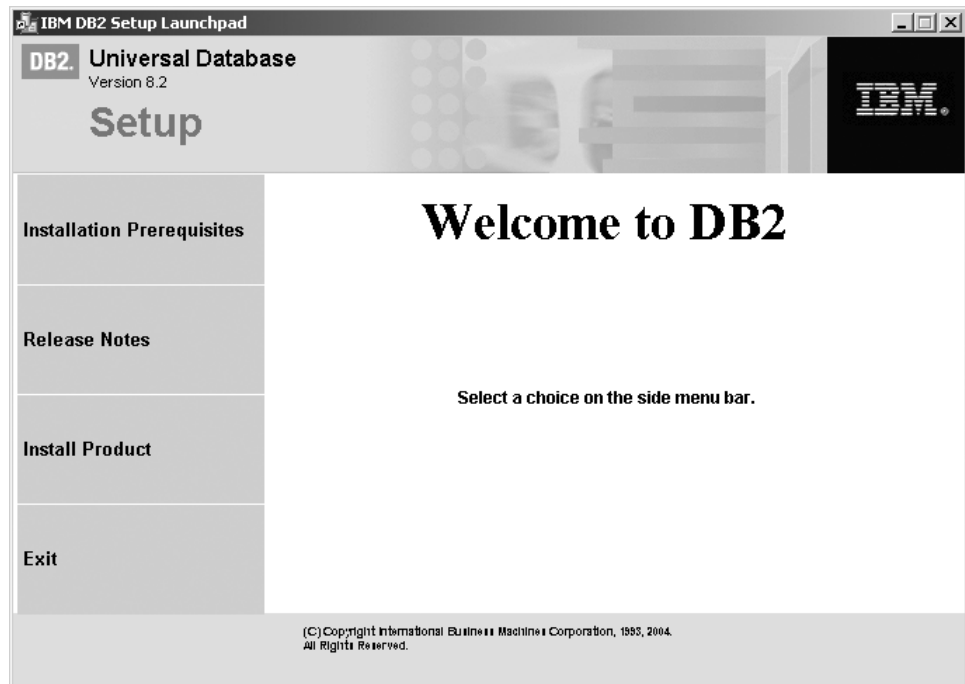 IBM DB2 Setup Launchpad
DB2. Universal Database
Version 8.2
Setup
IBM®
Installation Prerequisites
Welcome to DB2
Release Notes
Select a choice on the side menu bar.
Install Product
Exit
(C) Copyright International Business Machines Corporation, 1993, 2004.
All Rights Reserved.